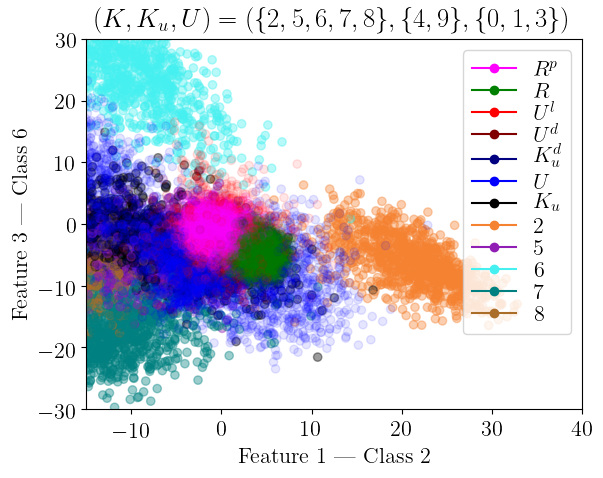 (K, K_u, U) = ({2, 5, 6, 7, 8}, {4, 9}, {0, 1, 3})
30
20
10
0
−10
−20
−30
Feature 3 — Class 6
R^p
R
U^l
U^d
K_u^d
U
K_u
2
5
6
7
8
−10
0
10
20
30
40
Feature 1 — Class 2